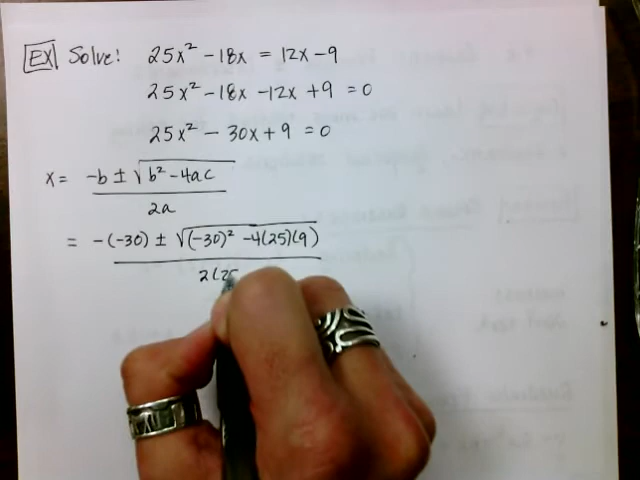 EX Solve: 25x² - 18x = 12x - 9
25x² - 18x - 12x + 9 = 0
25x² - 30x + 9 = 0
x = -b ± √b² - 4ac
2a
= -(-30) ± √(-30)² - 4(25)(9)
2(25